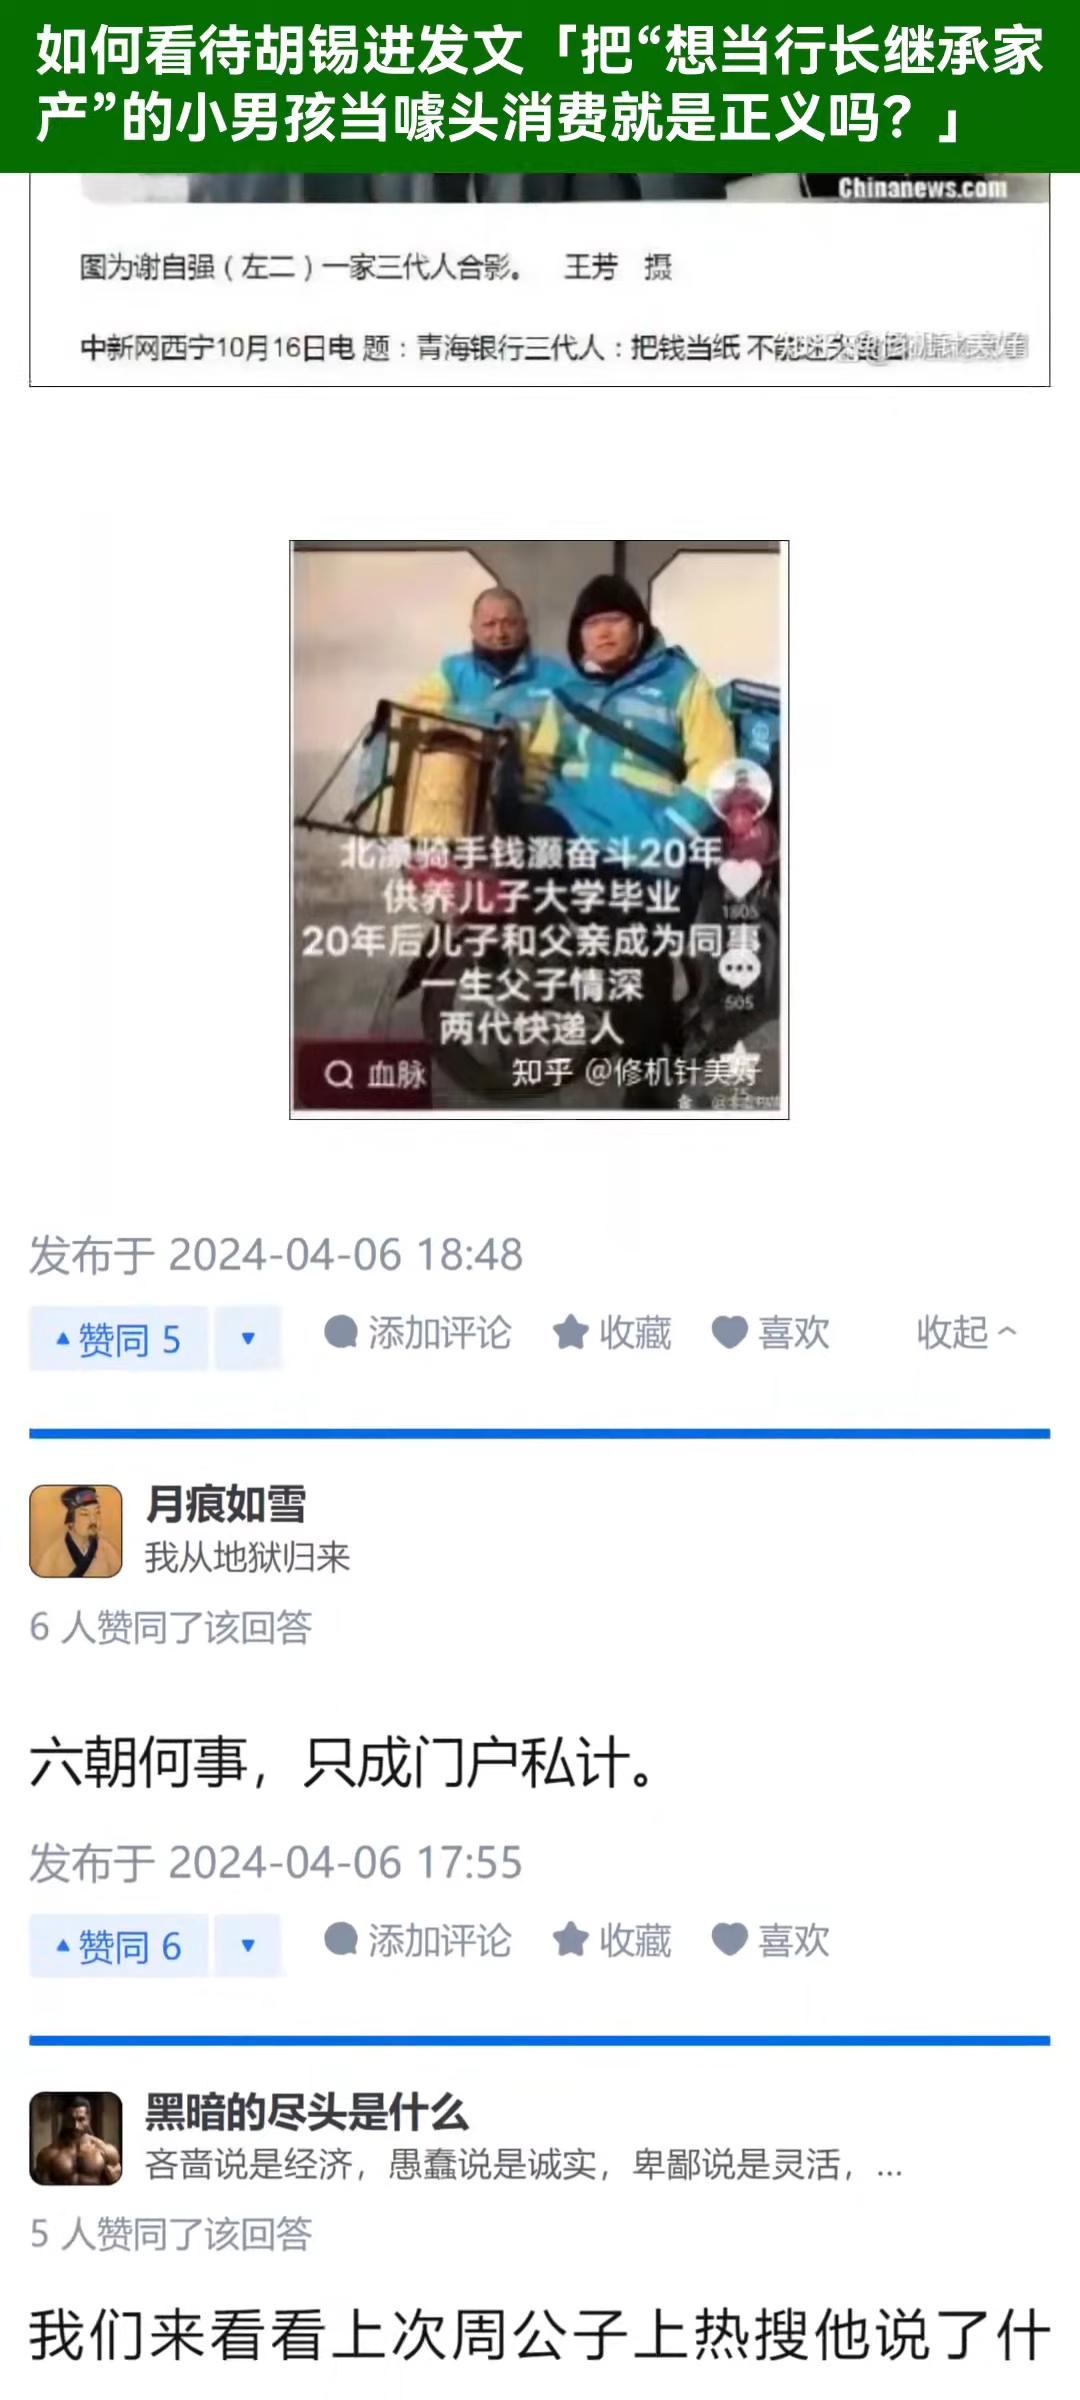 如何看待胡锡进发文「把“想当行长继承家
产”的小男孩当噱头消费就是正义吗？」
Chinanews.com
图为谢自强（左二）一家三代人合影。 王芳 摄
中新网西宁10月16日电 题：青海银行三代人：把钱当纸 不能迷失
北漂骑手钱灏奋斗20年
供养儿子大学毕业
20年后儿子和父亲成为同事
一生父子情深
两代快递人
1805
505
血脉
知乎 @修机针美好
发布于 2024-04-06 18:48
赞同 5
添加评论
收藏
喜欢
收起
月痕如雪
我从地狱归来
6 人赞同了该回答
六朝何事，只成门户私计。
发布于 2024-04-06 17:55
赞同 6
添加评论
收藏
喜欢
黑暗的尽头是什么
吝啬说是经济，愚蠢说是诚实，卑鄙说是灵活，...
5 人赞同了该回答
我们来看看上次周公子上热搜他说了什